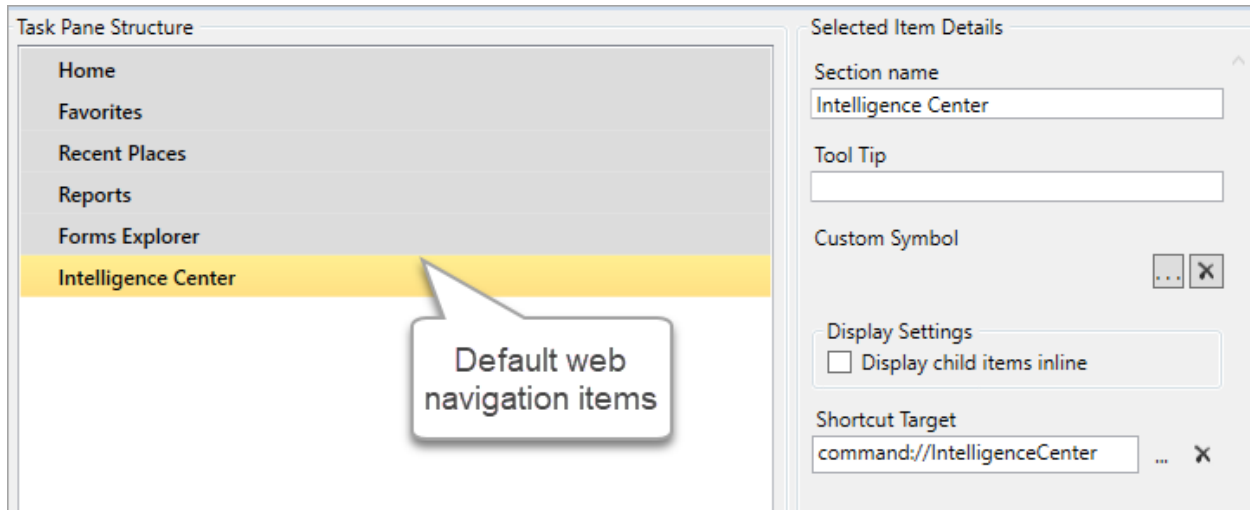 Task Pane Structure
Home
Favorites
Recent Places
Reports
Forms Explorer
Intelligence Center
Default web
navigation items
Selected Item Details
Section name
Intelligence Center
Tool Tip
Custom Symbol
...
Display Settings
Display child items inline
Shortcut Target
command://IntelligenceCenter
...